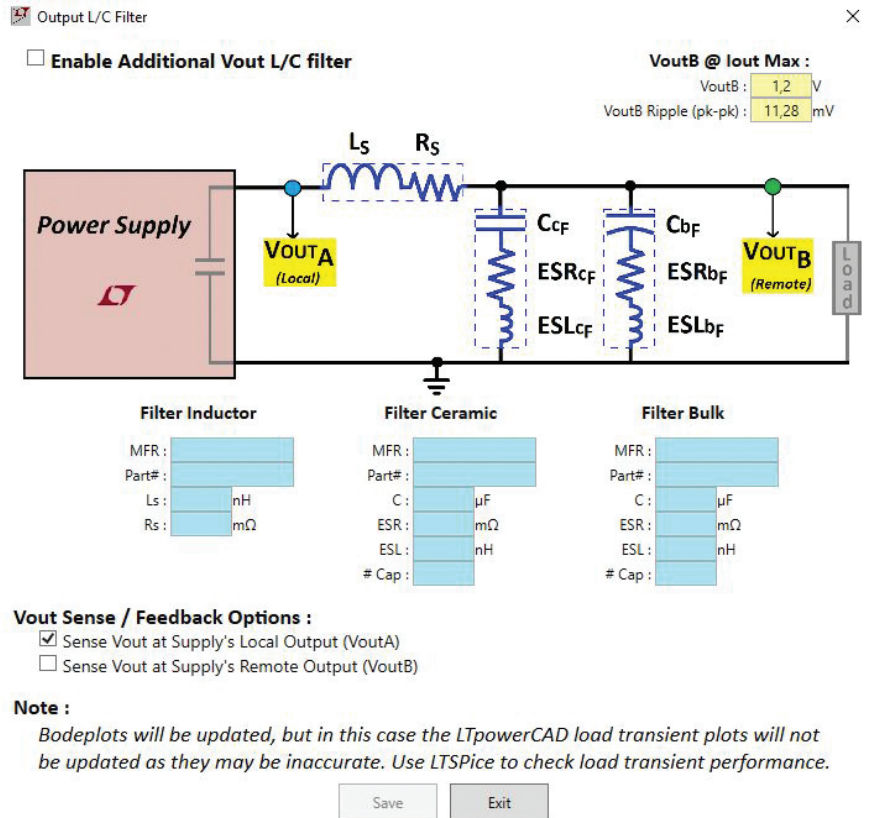 Output L/C Filter
Enable Additional Vout L/C filter
VoutB @ Iout Max :
VoutB : 1,2 V
VoutB Ripple (pk-pk) : 11,28 mV
LS RS
Power Supply
VOUTA
(Local)
CCF
ESRCF
ESLCF
CbF
ESRbF
ESLbF
VOUTB
(Remote)
Load
Filter Inductor
MFR :
Part# :
Ls : nH
Rs : mΩ
Filter Ceramic
MFR :
Part# :
C : µF
ESR : mΩ
ESL : nH
# Cap :
Filter Bulk
MFR :
Part# :
C : µF
ESR : mΩ
ESL : nH
# Cap :
Vout Sense / Feedback Options :
Sense Vout at Supply's Local Output (VoutA)
Sense Vout at Supply's Remote Output (VoutB)
Note :
Bodeplots will be updated, but in this case the LTpowerCAD load transient plots will not
be updated as they may be inaccurate. Use LTSPice to check load transient performance.
Save Exit